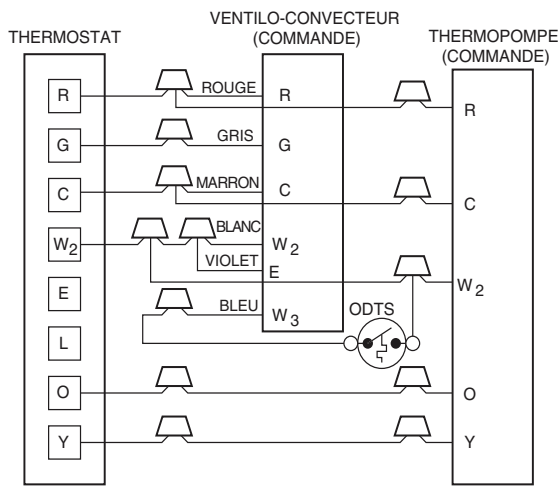 VENTILO-CONVECTEUR
(COMMANDE)
THERMOSTAT
THERMOPOMPE
(COMMANDE)
R
ROUGE
R
R
G
GRIS
G
C
MARRON
C
C
W2
BLANC
W2
VIOLET
E
W2
E
BLEU
W3
ODTS
L
O
O
Y
Y